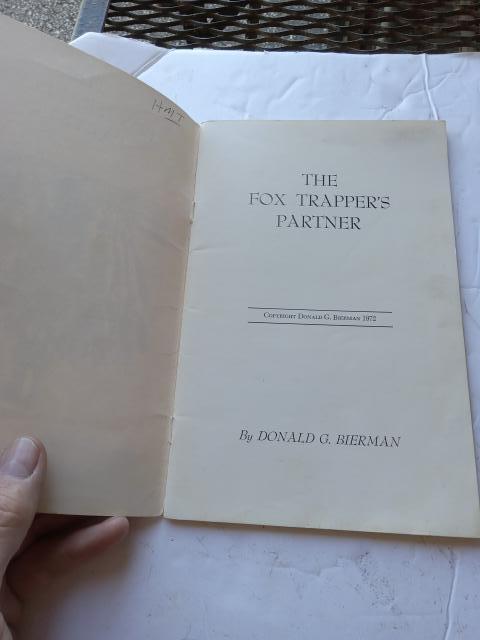 THE
FOX TRAPPER'S
PARTNER
COPYRIGHT DONALD G. BIERMAN 1972
By DONALD G. BIERMAN